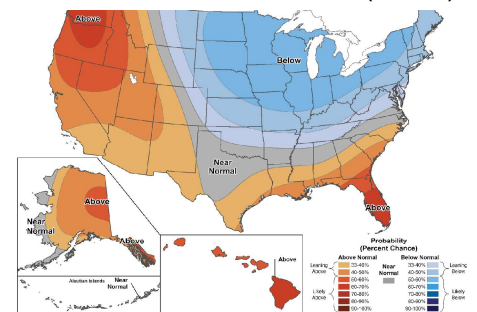 Above
Below
Near
Normal
Above
Above
Near
Normal
Above
Above
Aleutian Islands
Near
Normal
Probability
(Percent Chance)
Above Normal
Below Normal
Leaning
Above
33-40%
40-50%
50-60%
60-70%
70-80%
80-90%
90-100%
Likely
Above
Near
Normal
33-40%
40-50%
50-60%
60-70%
70-80%
80-90%
90-100%
Leaning
Below
Likely
Below